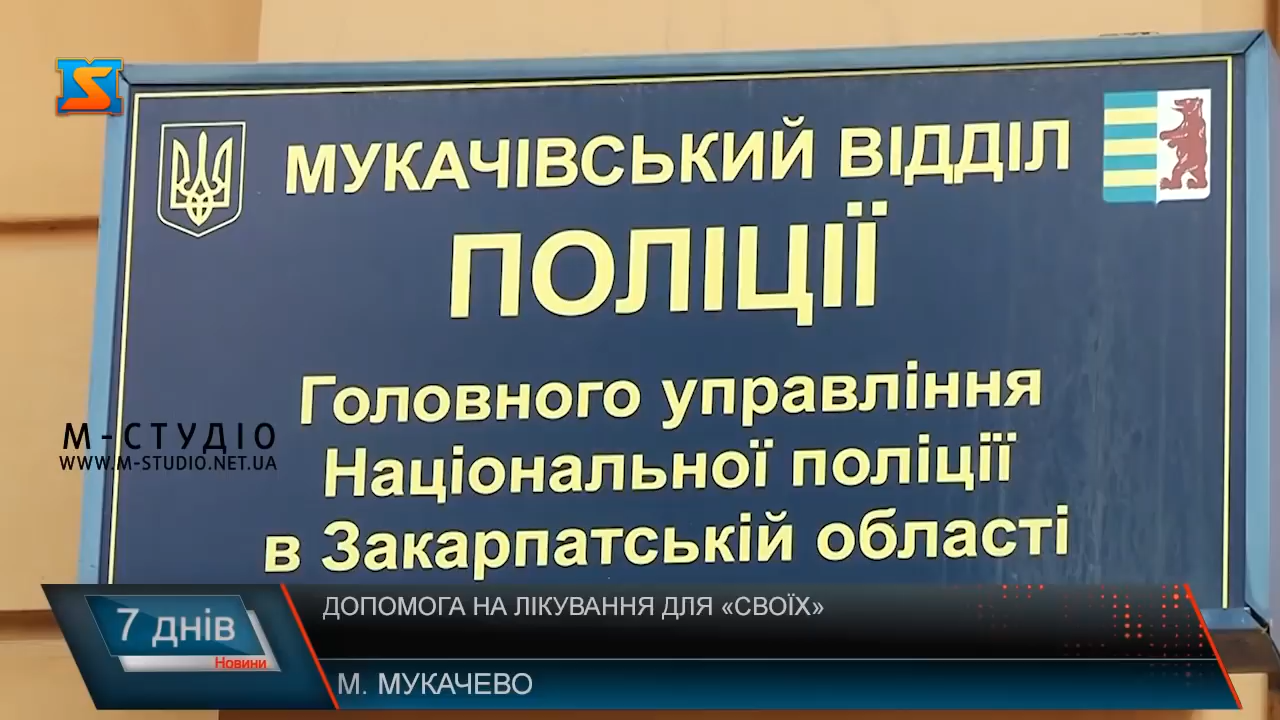 МУКАЧІВСЬКИЙ ВІДДІЛ
ПОЛІЦІЇ
Головного управління
Національної поліції
в Закарпатській області
М-СТУДІО
WWW.M-STUDIO.NET.UA
7 днів
Новини
ДОПОМОГА НА ЛІКУВАННЯ ДЛЯ «СВОЇХ»
М. МУКАЧЕВО